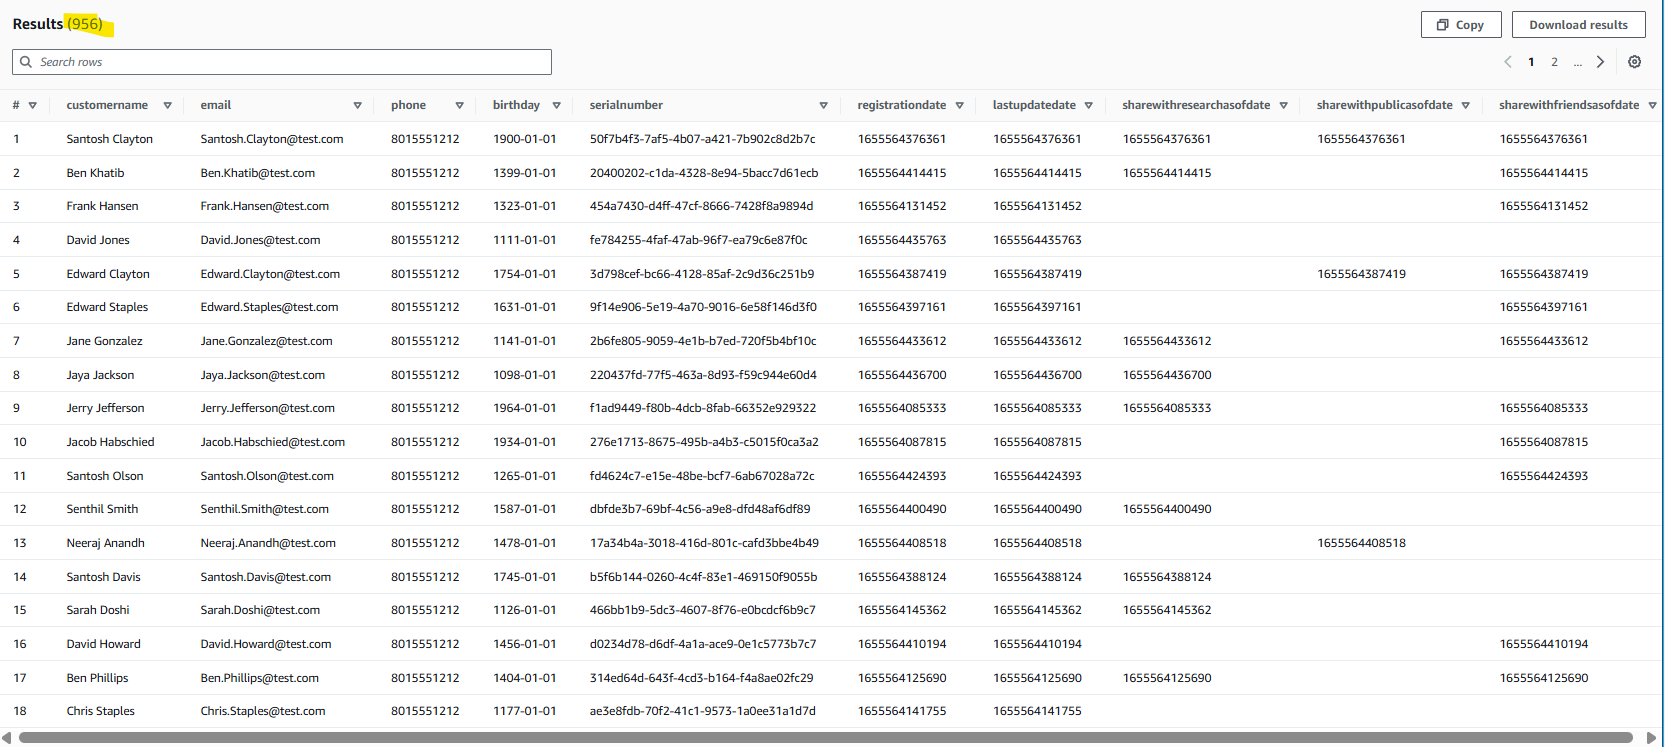 Results (956)
Copy
Download results
Search rows
1 2 ...
# customername email phone birthday serialnumber registrationdate lastupdatedate sharewithresearchasofdate sharewithpublicasofdate sharewithfriendsasofdate
1 Santosh Clayton Santosh.Clayton@test.com 8015551212 1900-01-01 50f7b4f3-7af5-4b07-a421-7b902c8d2b7c 1655564376361 1655564376361 1655564376361 1655564376361 1655564376361
2 Ben Khatib Ben.Khatib@test.com 8015551212 1399-01-01 20400202-c1da-4328-8e94-5bacc7d61ecb 1655564414415 1655564414415 1655564414415 1655564414415
3 Frank Hansen Frank.Hansen@test.com 8015551212 1323-01-01 454a7430-d4ff-47cf-8666-7428f8a9894d 1655564131452 1655564131452 1655564131452
4 David Jones David.Jones@test.com 8015551212 1111-01-01 fe784255-4faf-47ab-96f7-ea79c6e87f0c 1655564435763 1655564435763
5 Edward Clayton Edward.Clayton@test.com 8015551212 1754-01-01 3d798cef-bc66-4128-85af-2c9d36c251b9 1655564387419 1655564387419 1655564387419 1655564387419
6 Edward Staples Edward.Staples@test.com 8015551212 1631-01-01 9f14e906-5e19-4a70-9016-6e58f146d3f0 1655564397161 1655564397161 1655564397161
7 Jane Gonzalez Jane.Gonzalez@test.com 8015551212 1141-01-01 2b6fe805-9059-4e1b-b7ed-720f5b4bf10c 1655564433612 1655564433612 1655564433612 1655564433612
8 Jaya Jackson Jaya.Jackson@test.com 8015551212 1098-01-01 220437fd-77f5-463a-8d93-f59c944e60d4 1655564436700 1655564436700 1655564436700
9 Jerry Jefferson Jerry.Jefferson@test.com 8015551212 1964-01-01 f1ad9449-f80b-4dcb-8fab-66352e929322 1655564085333 1655564085333 1655564085333 1655564085333
10 Jacob Habschied Jacob.Habschied@test.com 8015551212 1934-01-01 276e1713-8675-495b-a4b3-c5015f0ca3a2 1655564087815 1655564087815 1655564087815
11 Santosh Olson Santosh.Olson@test.com 8015551212 1265-01-01 fd4624c7-e15e-48be-bcf7-6ab67028a72c 1655564424393 1655564424393 1655564424393
12 Senthil Smith Senthil.Smith@test.com 8015551212 1587-01-01 dbfde3b7-69bf-4c56-a9e8-dfd48af6df89 1655564400490 1655564400490 1655564400490
13 Neeraj Anandh Neeraj.Anandh@test.com 8015551212 1478-01-01 17a34b4a-3018-416d-801c-cafd3bbe4b49 1655564408518 1655564408518 1655564408518
14 Santosh Davis Santosh.Davis@test.com 8015551212 1745-01-01 b5f6b144-0260-4c4f-83e1-469150f9055b 1655564388124 1655564388124 1655564388124
15 Sarah Doshi Sarah.Doshi@test.com 8015551212 1126-01-01 466bb1b9-5dc3-4607-8f76-e0bcdcf6b9c7 1655564145362 1655564145362 1655564145362
16 David Howard David.Howard@test.com 8015551212 1456-01-01 d0234d78-d6df-4a1a-ace9-0e1c5773b7c7 1655564410194 1655564410194 1655564410194
17 Ben Phillips Ben.Phillips@test.com 8015551212 1404-01-01 314ed64d-643f-4cd3-b164-f4a8ae02fc29 1655564125690 1655564125690 1655564125690 1655564125690
18 Chris Staples Chris.Staples@test.com 8015551212 1177-01-01 ae3e8fdb-70f2-41c1-9573-1a0ee31a1d7d 1655564141755 1655564141755